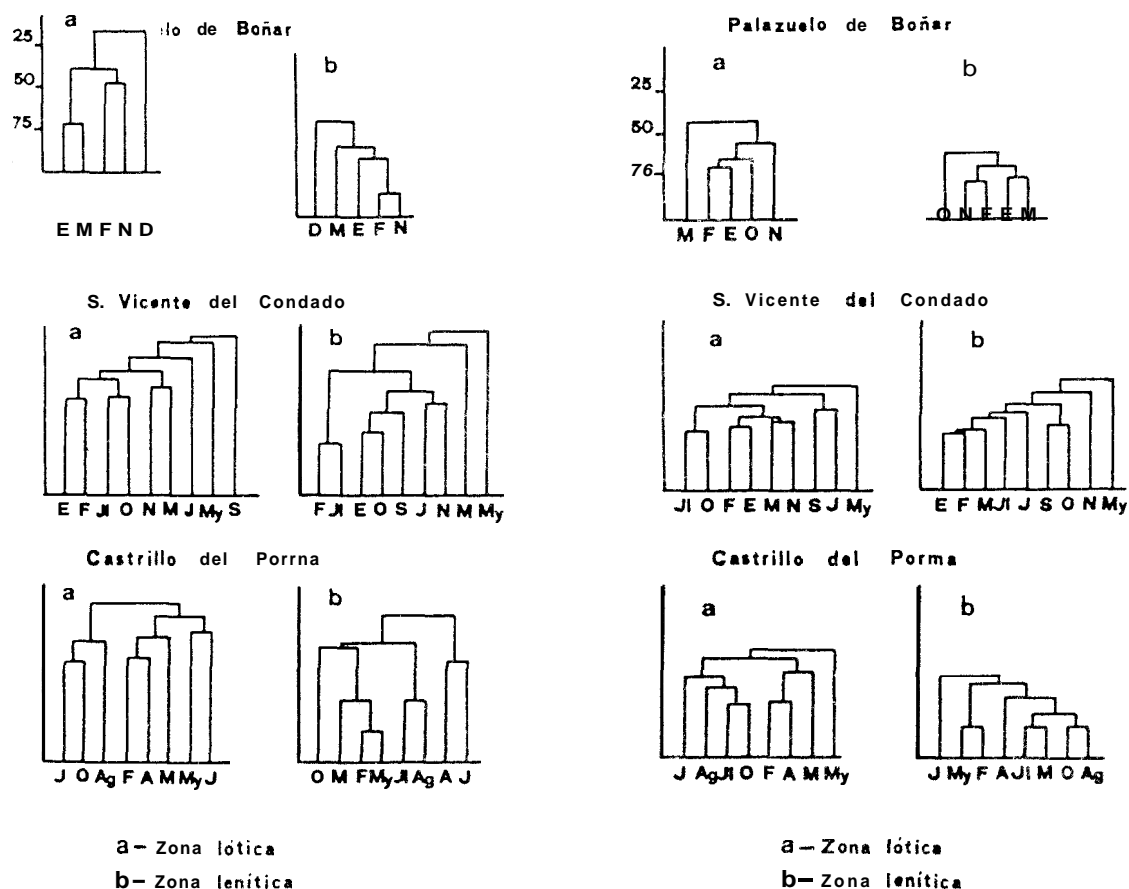 a
lo de Boñar
25
50
75
b
E M F N D
D M E F N
S. Vicente del Condado
a
b
E F Jl O N M J My S
F Jl E O S J N M My
Castrillo del Porrna
a
b
J O Ag F A M My J
O M F My Jl Ag A J
a– Zona lótica
b– Zona lenítica
Palazuelo de Boñar
a
b
25
50
76
M F E O N
O N F E M
S. Vicente del Condado
a
b
Jl O F E M N S J My
E F M Jl J S O N My
Castrillo del Porma
a
b
J Ag Jl O F A M My
J My F A Jl M O Ag
a– Zona lótica
b– Zona lenítica